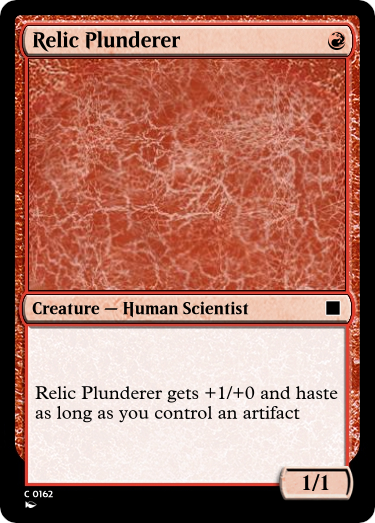 Relic Plunderer
Creature — Human Scientist
Relic Plunderer gets +1/+0 and haste
as long as you control an artifact
1/1
C 0162